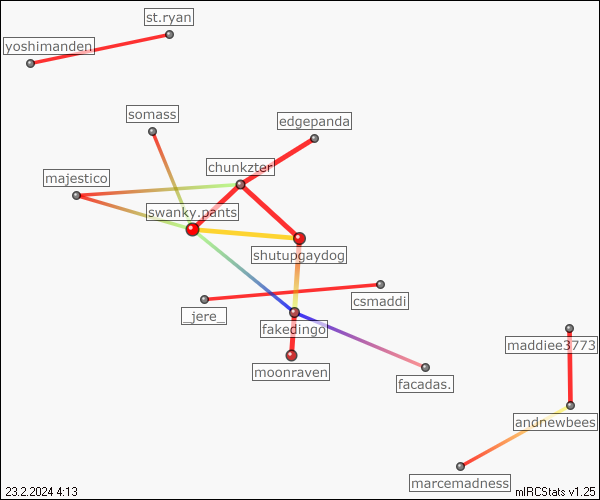 st.ryan
yoshimanden
somass
edgepanda
chunkzter
majestico
swanky.pants
shutupgaydog
csmaddi
_jere_
fakedingo
maddiee3773
moonraven
facadas.
andnewbees
marcemadness
23.2.2024 4:13
mIRCStats v1.25